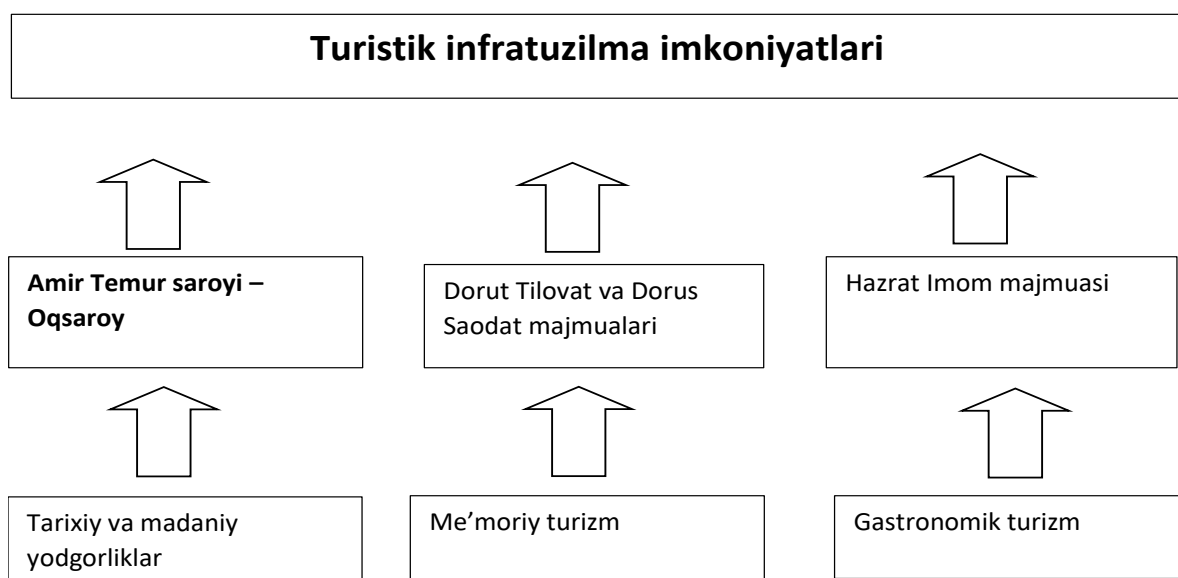 Turistik infratuzilma imkoniyatlari
Amir Temur saroyi –
Oqsaroy
Dorut Tilovat va Dorus
Saodat majmualari
Hazrat Imom majmuasi
Tarixiy va madaniy
yodgorliklar
Me’moriy turizm
Gastronomik turizm